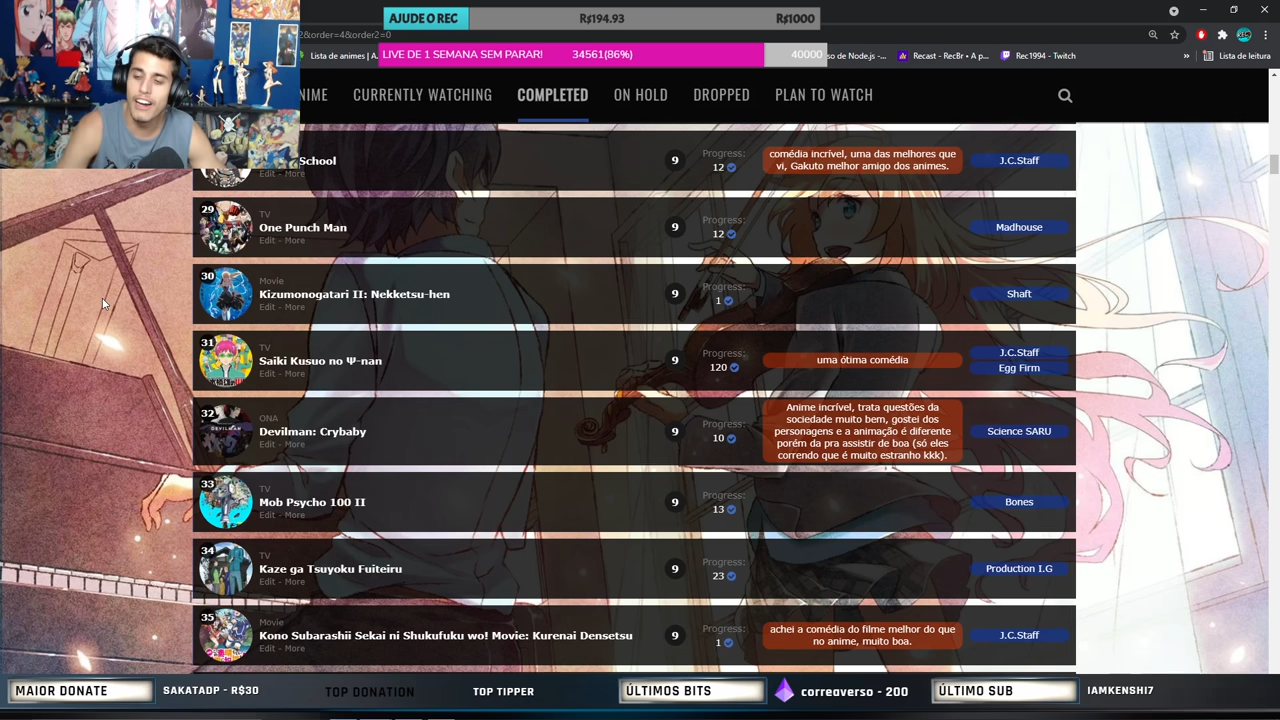 AJUDE O REC R$194.93 R$1000
2&order=4&order2=0
Lista de animes | A.
LIVE DE 1 SEMANA SEM PARAR! 34561(86%) 40000
so de Node.js -...
Recast - RecBr • A p...
Rec1994 - Twitch
»
Lista de leitura
NIME CURRENTLY WATCHING COMPLETED ON HOLD DROPPED PLAN TO WATCH
School
Edit - More
9
Progress:
12
comédia incrível, uma das melhores que
vi, Gakuto melhor amigo dos animes.
J.C.Staff
29
TV
One Punch Man
Edit - More
9
Progress:
12
Madhouse
30
Movie
Kizumonogatari II: Nekketsu-hen
Edit - More
9
Progress:
1
Shaft
31
TV
Saiki Kusuo no Ψ-nan
Edit - More
9
Progress:
120
uma ótima comédia
J.C.Staff
Egg Firm
32
ONA
Devilman: Crybaby
Edit - More
9
Progress:
10
Anime incrível, trata questões da
sociedade muito bem, gostei dos
personagens e a animação é diferente
porém da pra assistir de boa (só eles
correndo que é muito estranho kkk).
Science SARU
33
TV
Mob Psycho 100 II
Edit - More
9
Progress:
13
Bones
34
TV
Kaze ga Tsuyoku Fuiteiru
Edit - More
9
Progress:
23
Production I.G
35
Movie
Kono Subarashii Sekai ni Shukufuku wo! Movie: Kurenai Densetsu
Edit - More
9
Progress:
1
achei a comédia do filme melhor do que
no anime, muito boa.
J.C.Staff
MAIOR DONATE SAKATADP - R$30 TOP DONATION TOP TIPPER ÚLTIMOS BITS correaverso - 200 ÚLTIMO SUB IAMKENSHI7